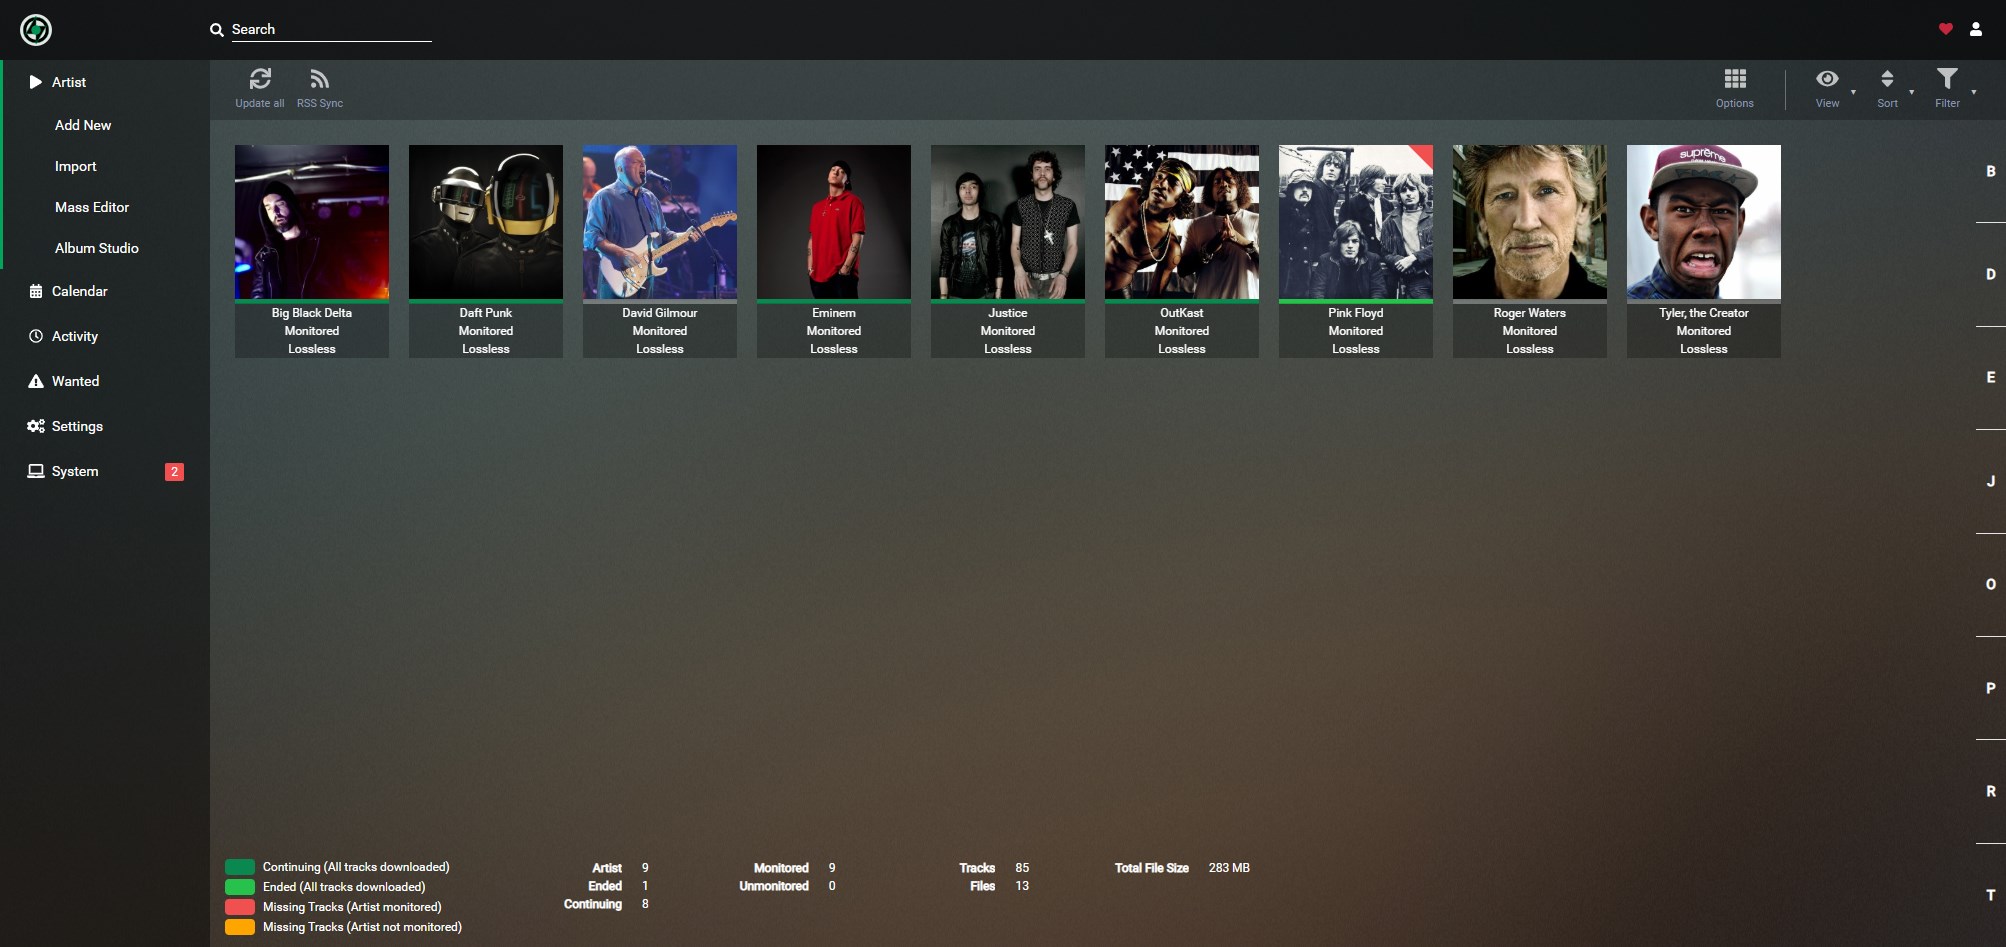 Search
Artist
Add New
Import
Mass Editor
Album Studio
Calendar
Activity
Wanted
Settings
System 2
Update all RSS Sync
Options View Sort Filter
suprême
Big Black Delta
Monitored
Lossless
Daft Punk
Monitored
Lossless
David Gilmour
Monitored
Lossless
Eminem
Monitored
Lossless
Justice
Monitored
Lossless
OutKast
Monitored
Lossless
Pink Floyd
Monitored
Lossless
Roger Waters
Monitored
Lossless
Tyler, the Creator
Monitored
Lossless
B
D
E
J
O
P
R
T
Continuing (All tracks downloaded)
Ended (All tracks downloaded)
Missing Tracks (Artist monitored)
Missing Tracks (Artist not monitored)
Artist 9
Ended 1
Continuing 8
Monitored 9
Unmonitored 0
Tracks 85
Files 13
Total File Size 283 MB